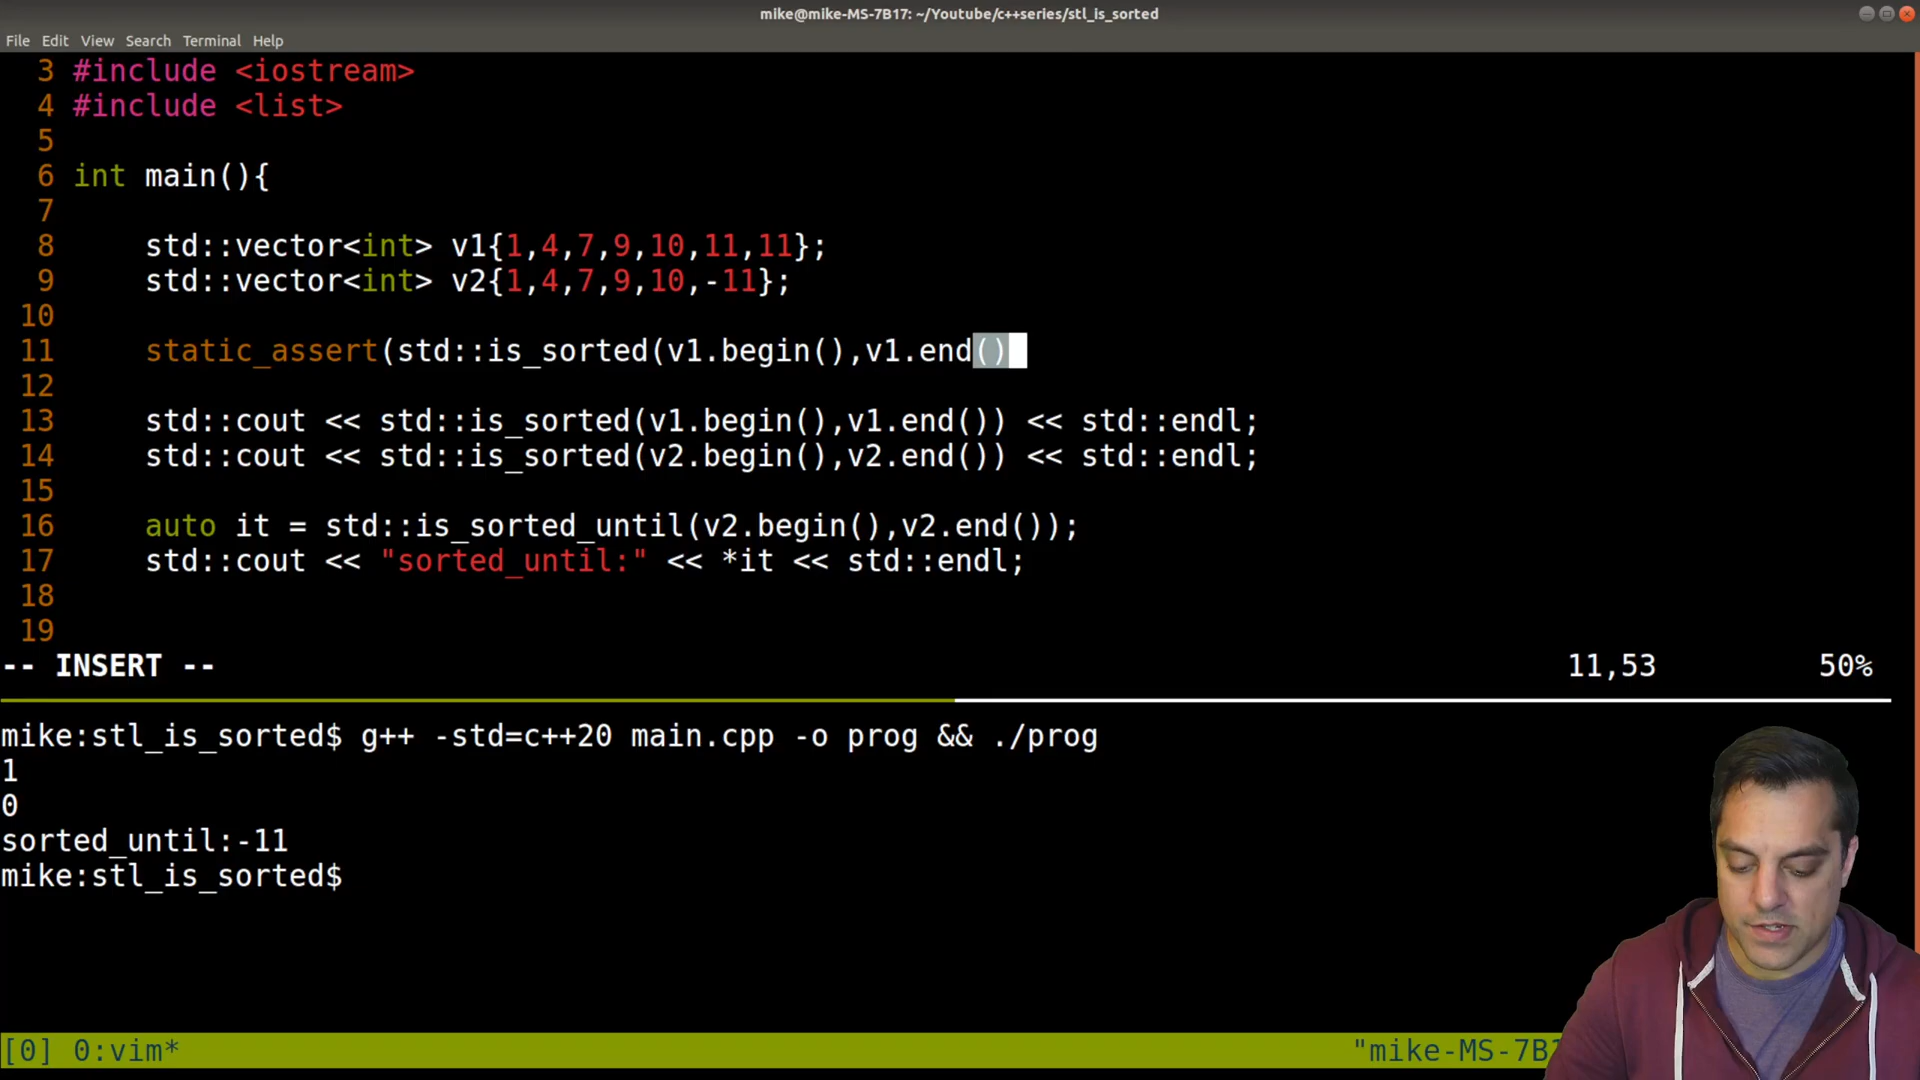 mike@mike-MS-7B17: ~/Youtube/c++series/stl_is_sorted
File Edit View Search Terminal Help
3 #include <iostream>
4 #include <list>
5
6 int main(){
7
8 std::vector<int> v1{1,4,7,9,10,11,11};
9 std::vector<int> v2{1,4,7,9,10,-11};
10
11 static_assert(std::is_sorted(v1.begin(),v1.end()
12
13 std::cout << std::is_sorted(v1.begin(),v1.end()) << std::endl;
14 std::cout << std::is_sorted(v2.begin(),v2.end()) << std::endl;
15
16 auto it = std::is_sorted_until(v2.begin(),v2.end());
17 std::cout << "sorted_until:" << *it << std::endl;
18
19
-- INSERT -- 11,53 50%
mike:stl_is_sorted$ g++ -std=c++20 main.cpp -o prog && ./prog
1
0
sorted_until:-11
mike:stl_is_sorted$
[0] 0:vim* "mike-MS-7B1